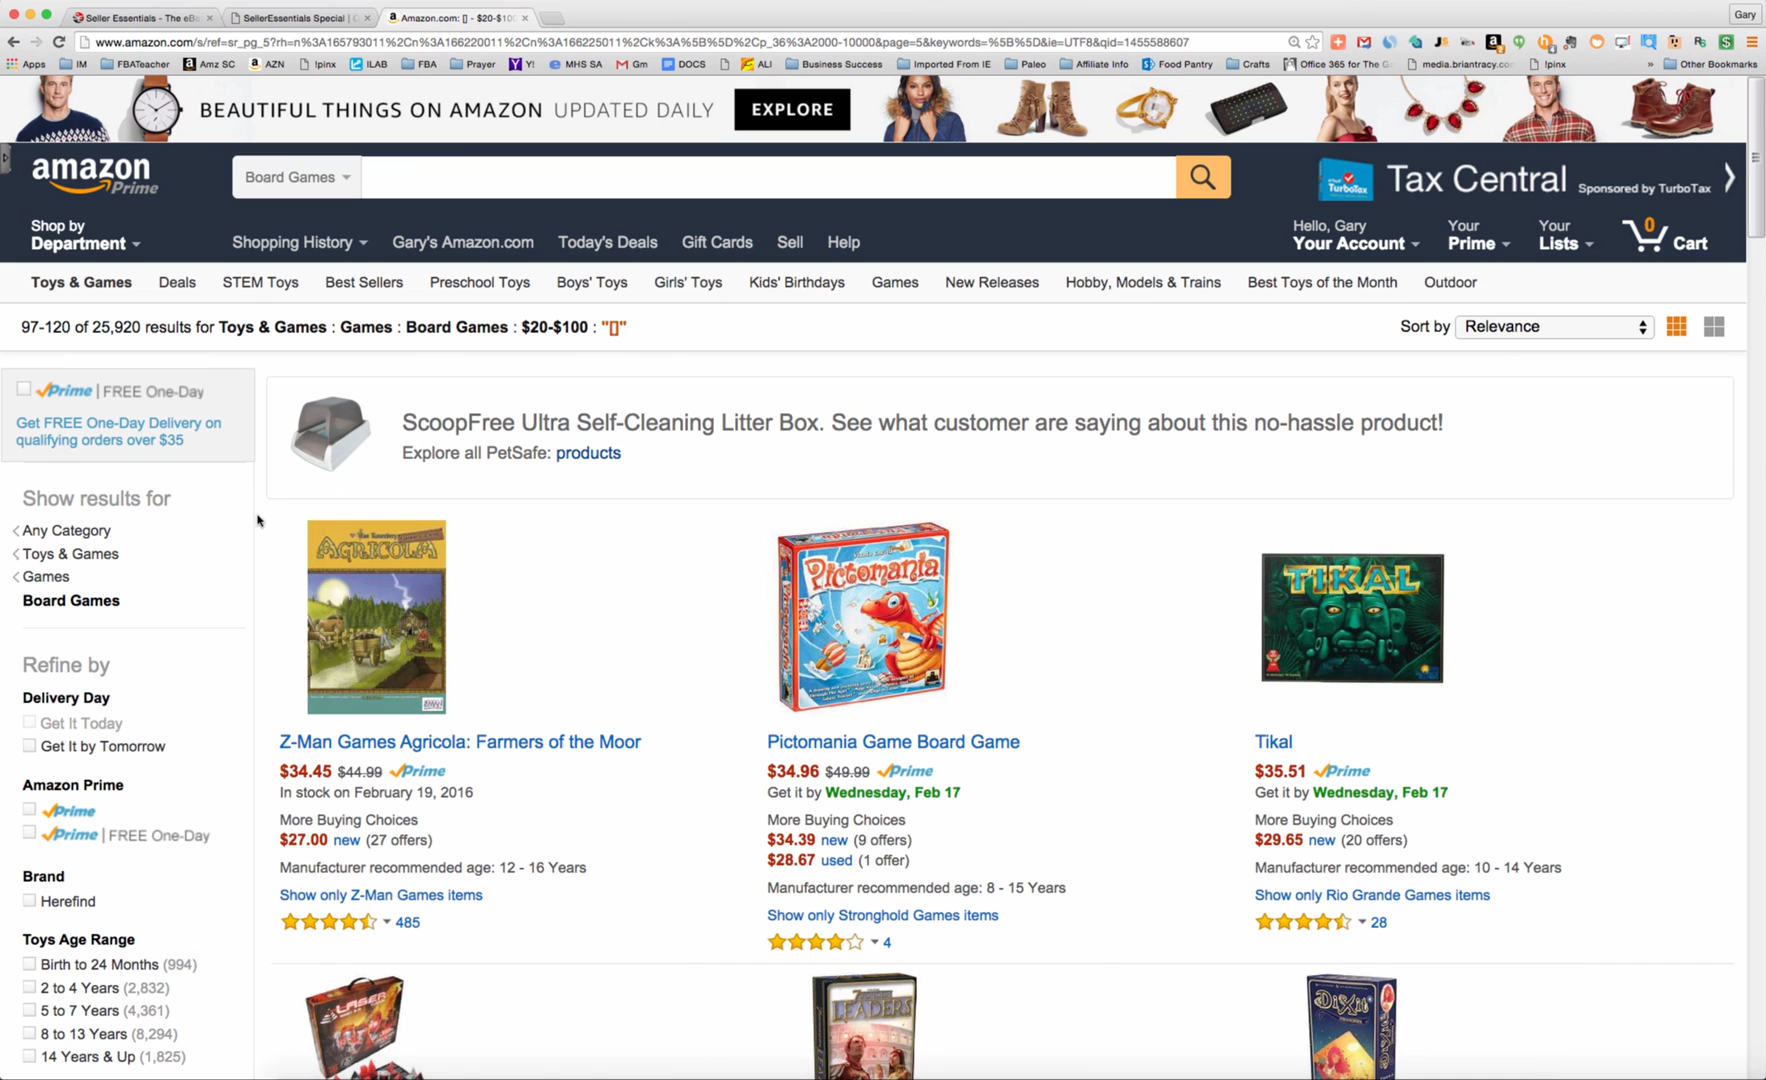 Seller Essentials - The eBa
SellerEssentials Special |
Amazon.com: [] - $20-$100
Gary
www.amazon.com/s/ref=sr_pg_5?rh=n%3A165793011%2Cn%3A166220011%2Cn%3A166225011%2Ck%3A%5B%5D%2Cp_36%3A2000-10000&page=5&keywords=%5B%5D&ie=UTF8&qid=1455588607
Apps IM FBATeacher Amz SC AZN !pinx ILAB FBA Prayer Y! MHS SA Gm DOCS ALI Business Success Imported From IE Paleo Affiliate Info Food Pantry Crafts Office 365 for The media.briantracy.co !pinx » Other Bookmarks
BEAUTIFUL THINGS ON AMAZON UPDATED DAILY EXPLORE
amazon Prime
Board Games
TurboTax
Tax Central Sponsored by TurboTax
Shop by
Department
Shopping History Gary's Amazon.com Today's Deals Gift Cards Sell Help
Hello, Gary
Your Account
Your
Prime
Your
Lists
0
Cart
Toys & Games Deals STEM Toys Best Sellers Preschool Toys Boys' Toys Girls' Toys Kids' Birthdays Games New Releases Hobby, Models & Trains Best Toys of the Month Outdoor
97-120 of 25,920 results for Toys & Games : Games : Board Games : $20-$100 : "[]"
Sort by Relevance
Prime | FREE One-Day
Get FREE One-Day Delivery on
qualifying orders over $35
ScoopFree Ultra Self-Cleaning Litter Box. See what customer are saying about this no-hassle product!
Explore all PetSafe: products
Show results for
Any Category
Toys & Games
Games
Board Games
Refine by
Delivery Day
Get It Today
Get It by Tomorrow
Amazon Prime
Prime
Prime | FREE One-Day
Brand
Herefind
Toys Age Range
Birth to 24 Months (994)
2 to 4 Years (2,832)
5 to 7 Years (4,361)
8 to 13 Years (8,294)
14 Years & Up (1,825)
AGRICOLA
Z-Man Games Agricola: Farmers of the Moor
$34.45 $44.99 Prime
In stock on February 19, 2016
More Buying Choices
$27.00 new (27 offers)
Manufacturer recommended age: 12 - 16 Years
Show only Z-Man Games items
485
Pictomania
Pictomania Game Board Game
$34.96 $49.99 Prime
Get it by Wednesday, Feb 17
More Buying Choices
$34.39 new (9 offers)
$28.67 used (1 offer)
Manufacturer recommended age: 8 - 15 Years
Show only Stronghold Games items
4
TIKAL
Tikal
$35.51 Prime
Get it by Wednesday, Feb 17
More Buying Choices
$29.65 new (20 offers)
Manufacturer recommended age: 10 - 14 Years
Show only Rio Grande Games items
28
LASER
LEADERS
DiXit